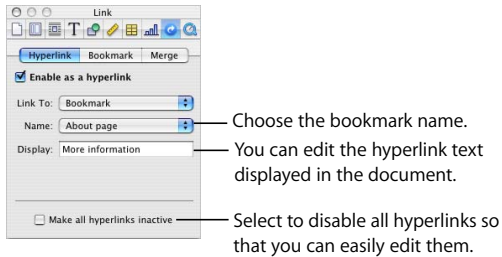 Link
T
Hyperlink Bookmark Merge
Enable as a hyperlink
Link To: Bookmark
Name: About page
Display: More information
Make all hyperlinks inactive
Choose the bookmark name.
You can edit the hyperlink text
displayed in the document.
Select to disable all hyperlinks so
that you can easily edit them.